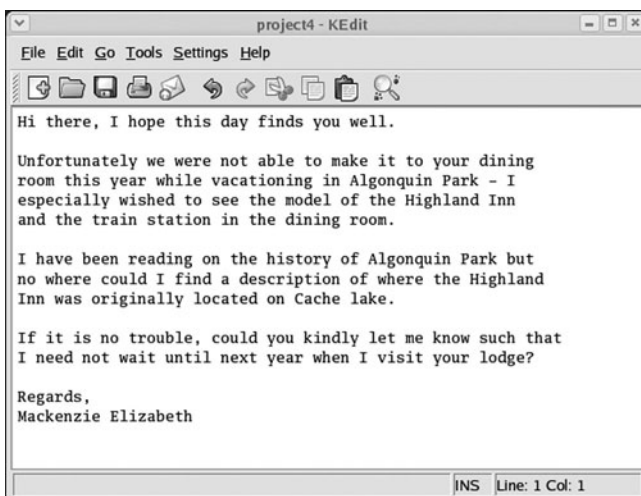 project4 - KEdit
File Edit Go Tools Settings Help
Hi there, I hope this day finds you well.
Unfortunately we were not able to make it to your dining
room this year while vacationing in Algonquin Park - I
especially wished to see the model of the Highland Inn
and the train station in the dining room.
I have been reading on the history of Algonquin Park but
no where could I find a description of where the Highland
Inn was originally located on Cache lake.
If it is no trouble, could you kindly let me know such that
I need not wait until next year when I visit your lodge?
Regards,
Mackenzie Elizabeth
INS Line: 1 Col: 1